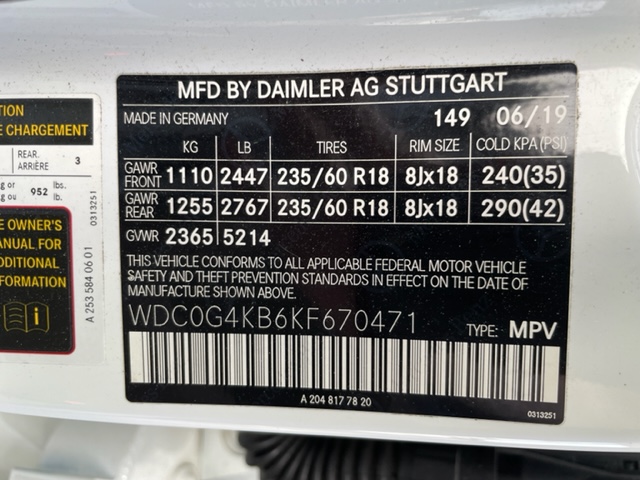 MFD BY DAIMLER AG STUTTGART
MADE IN GERMANY 149 06/19
KG LB TIRES RIM SIZE COLD KPA (PSI)
GAWR FRONT 1110 2447 235/60 R18 8Jx18 240(35)
GAWR REAR 1255 2767 235/60 R18 8Jx18 290(42)
GVWR 2365 5214
THIS VEHICLE CONFORMS TO ALL APPLICABLE FEDERAL MOTOR VEHICLE
SAFETY AND THEFT PREVENTION STANDARDS IN EFFECT ON THE DATE
OF MANUFACTURE SHOWN ABOVE.
WDC0G4KB6KF670471 TYPE: MPV
A 204 817 78 20
0313251
TION
E CHARGEMENT
REAR. 3
ARRIÈRE
g or 952 lbs.
g ou lb.
0313251
E OWNER'S
ANUAL FOR
ADDITIONAL
FORMATION
A 253 584 06 01